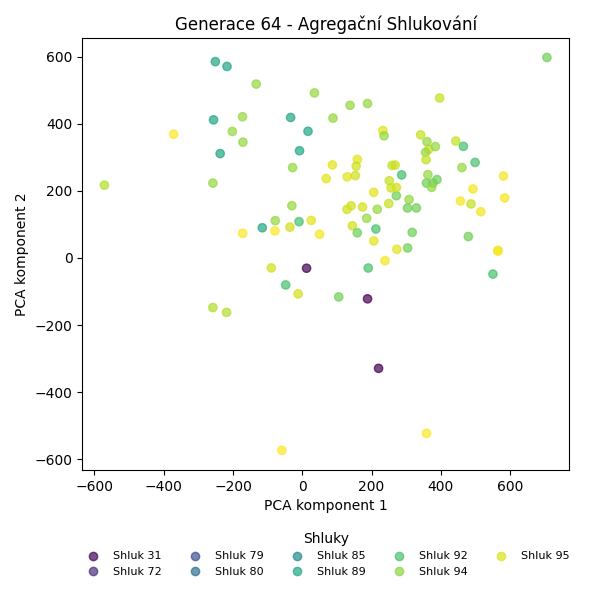 Generace 64 - Agregační Shlukování
PCA komponent 2
600
400
200
0
−200
−400
−600
−600
−400
−200
0
200
400
600
PCA komponent 1
Shluky
Shluk 31
Shluk 79
Shluk 85
Shluk 92
Shluk 95
Shluk 72
Shluk 80
Shluk 89
Shluk 94